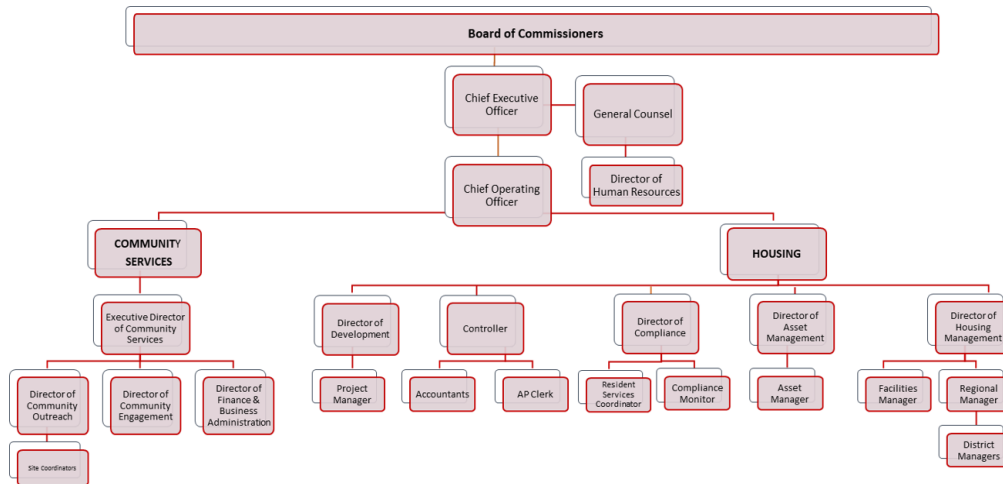 Board of Commissioners
Chief Executive
Officer
General Counsel
Director of
Human Resources
Chief Operating
Officer
COMMUNITY
SERVICES
HOUSING
Executive Director
of Community
Services
Director of
Development
Controller
Director of
Compliance
Director of
Asset
Management
Director of
Housing
Management
Director of
Community
Outreach
Director of
Community
Engagement
Director of
Finance &
Business
Administration
Project
Manager
Accountants
AP Clerk
Resident
Services
Coordinator
Compliance
Monitor
Asset
Manager
Facilities
Manager
Regional
Manager
Site Coordinators
District
Managers